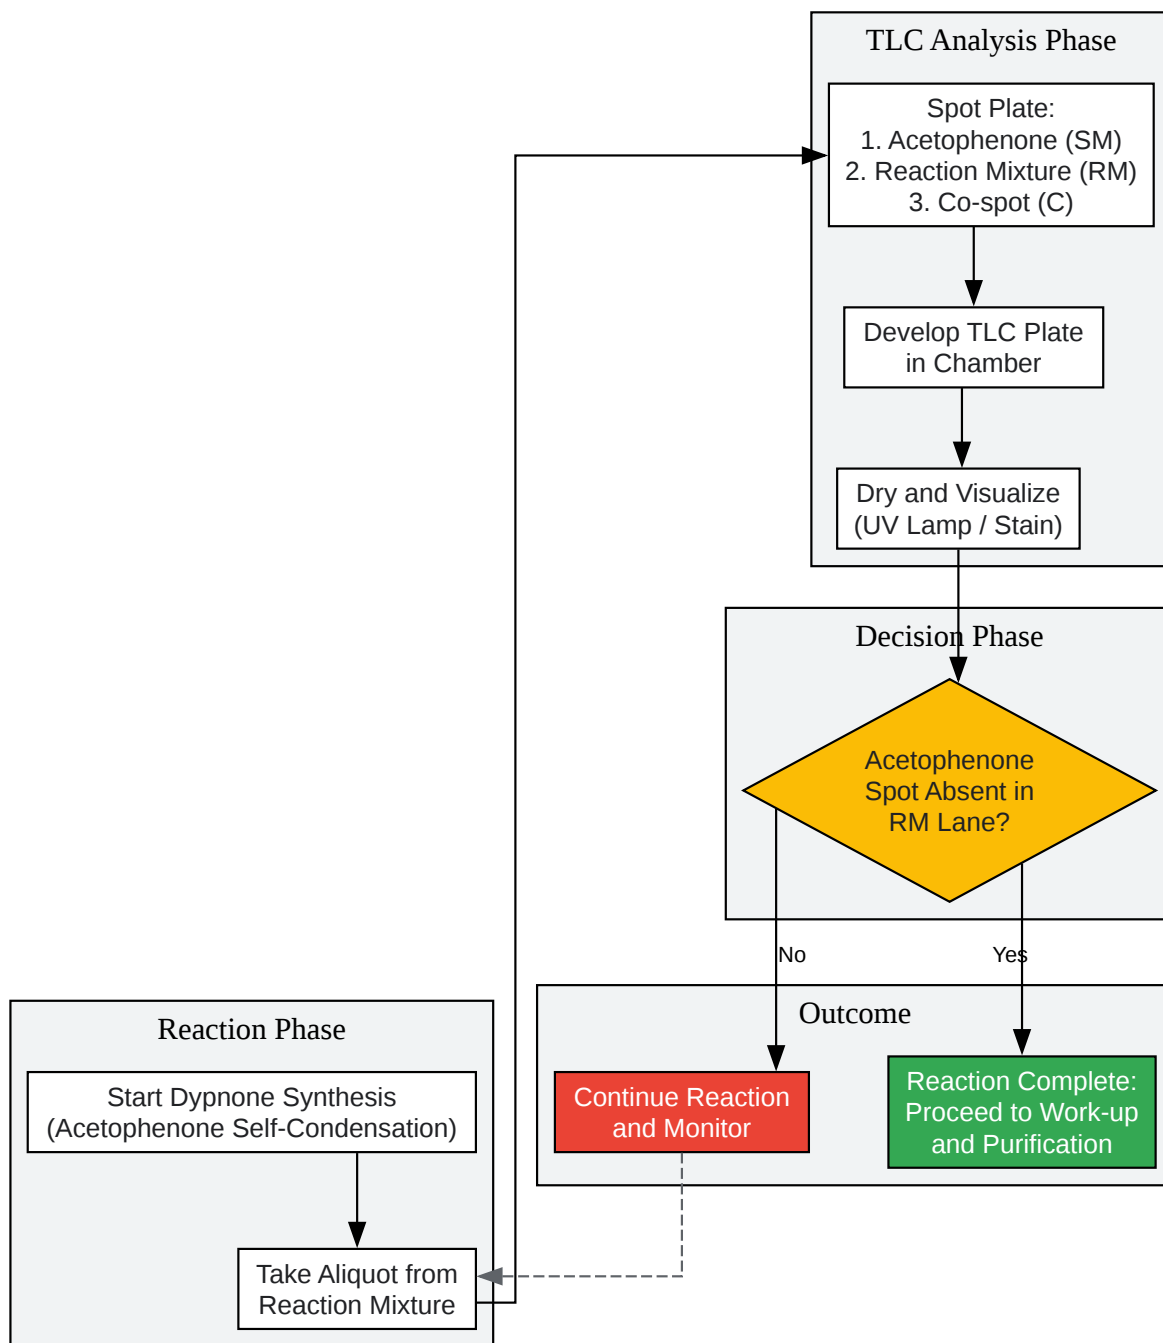 TLC Analysis Phase
Spot Plate:
1. Acetophenone (SM)
2. Reaction Mixture (RM)
3. Co-spot (C)
Develop TLC Plate
in Chamber
Dry and Visualize
(UV Lamp / Stain)
Decision Phase
Acetophenone
Spot Absent in
RM Lane?
No
Yes
Outcome
Continue Reaction
and Monitor
Reaction Complete:
Proceed to Work-up
and Purification
Reaction Phase
Start Dypnone Synthesis
(Acetophenone Self-Condensation)
Take Aliquot from
Reaction Mixture